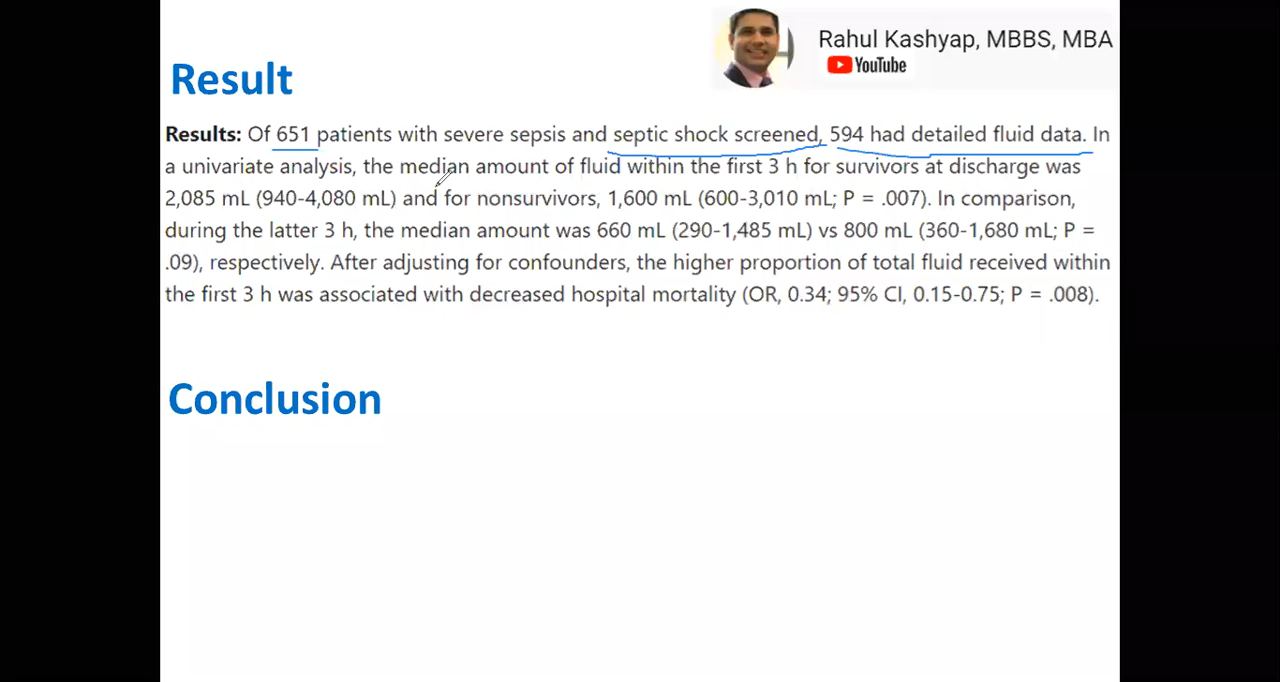 Rahul Kashyap, MBBS, MBA
YouTube
Result
Results: Of 651 patients with severe sepsis and septic shock screened, 594 had detailed fluid data. In
a univariate analysis, the median amount of fluid within the first 3 h for survivors at discharge was
2,085 mL (940-4,080 mL) and for nonsurvivors, 1,600 mL (600-3,010 mL; P = .007). In comparison,
during the latter 3 h, the median amount was 660 mL (290-1,485 mL) vs 800 mL (360-1,680 mL; P =
.09), respectively. After adjusting for confounders, the higher proportion of total fluid received within
the first 3 h was associated with decreased hospital mortality (OR, 0.34; 95% CI, 0.15-0.75; P = .008).
Conclusion